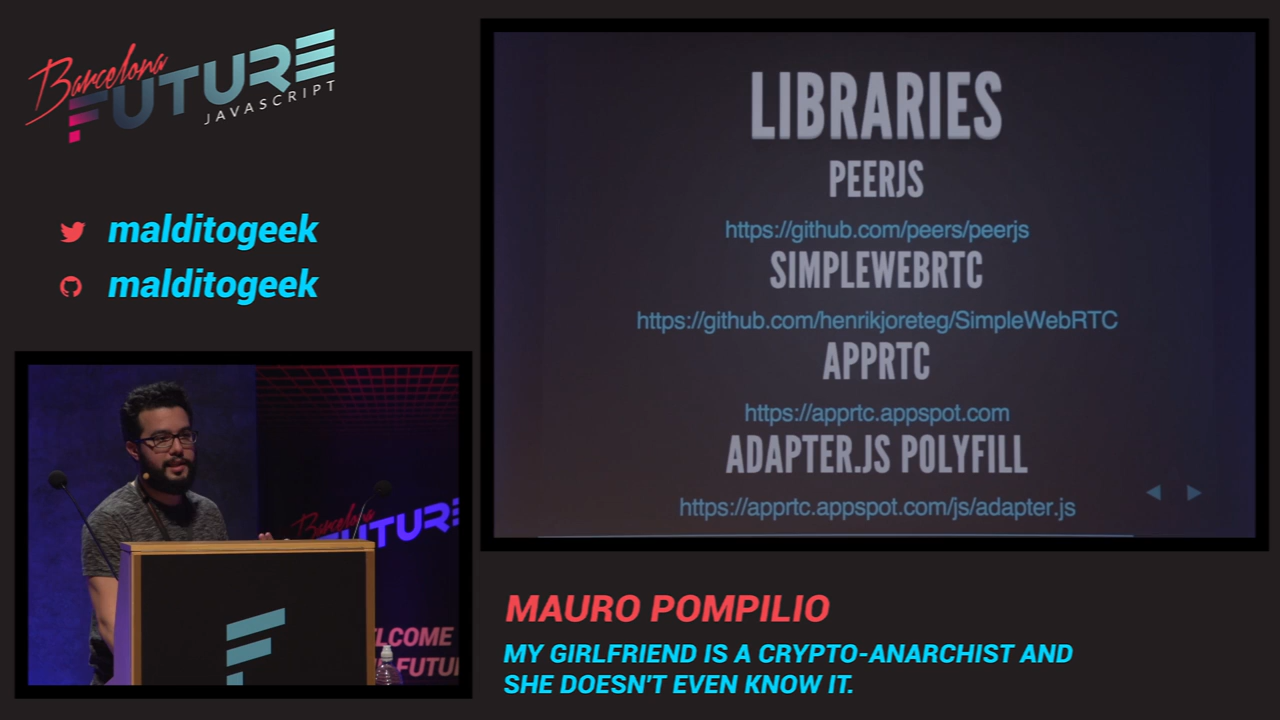 Barcelona
FUTURE
JAVASCRIPT
malditogeek
malditogeek
LIBRARIES
PEERJS
https://github.com/peers/peerjs
SIMPLEWEBRTC
https://github.com/henrikjoreteg/SimpleWebRTC
APPRTC
https://apprtc.appspot.com
ADAPTER.JS POLYFILL
https://apprtc.appspot.com/js/adapter.js
Barcelona
FUTURE
MAURO POMPILIO
MY GIRLFRIEND IS A CRYPTO-ANARCHIST AND
SHE DOESN'T EVEN KNOW IT.